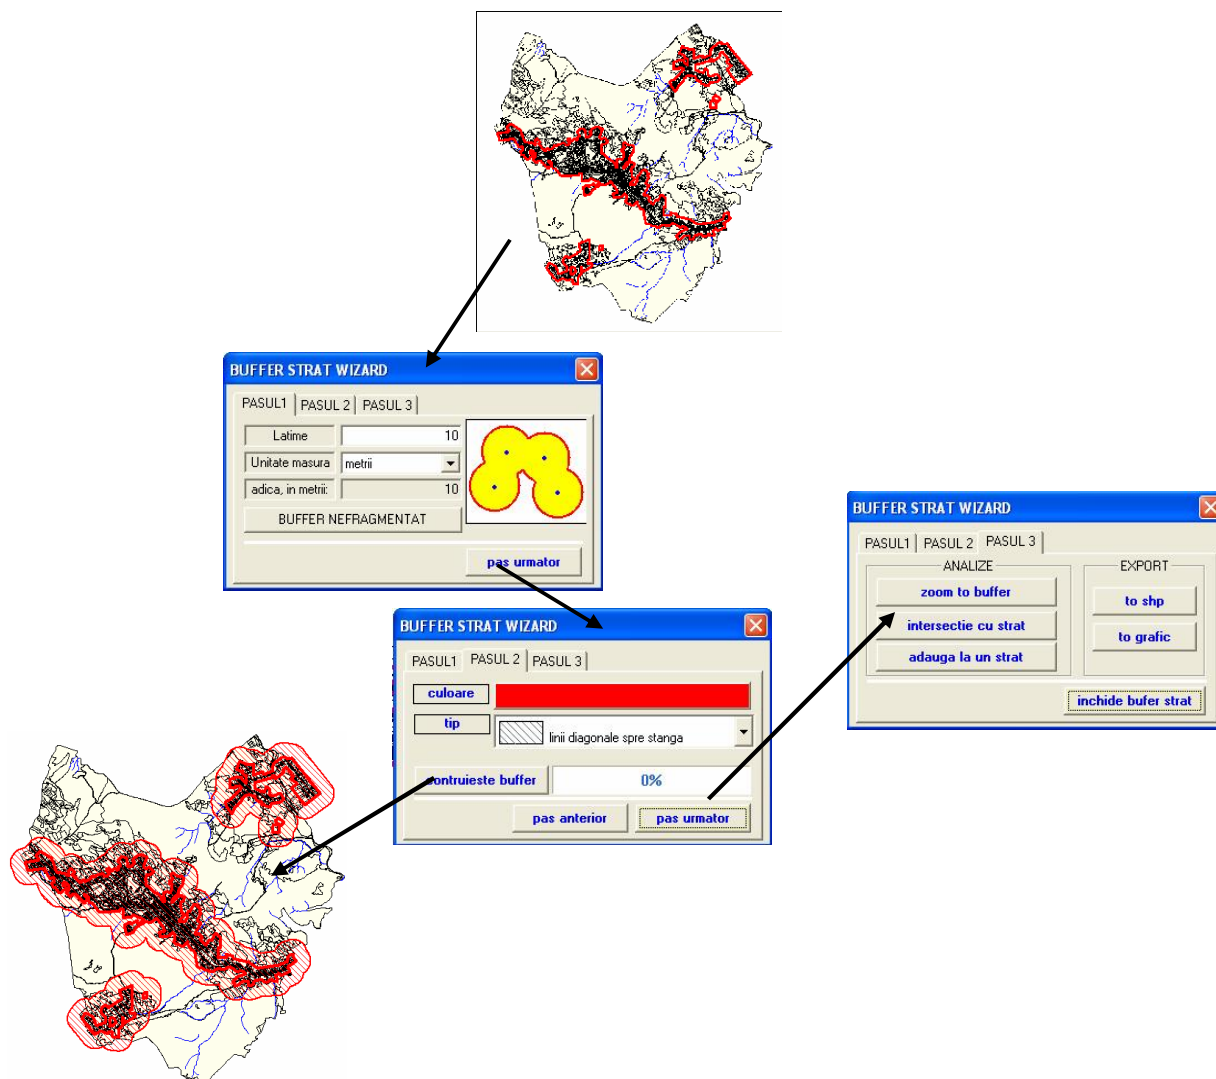 BUFFER STRAT WIZARD
PASUL1 PASUL 2 PASUL 3
Latime 10
Unitate masura metrii
adica, in metrii: 10
BUFFER NEFRAGMENTAT
pas urmator
BUFFER STRAT WIZARD
PASUL1 PASUL 2 PASUL 3
ANALIZE EXPORT
zoom to buffer
to shp
intersectie cu strat
to grafic
adauga la un strat
inchide bufer strat
BUFFER STRAT WIZARD
PASUL1 PASUL 2 PASUL 3
culoare
tip linii diagonale spre stanga
contruieste buffer 0%
pas anterior pas urmator